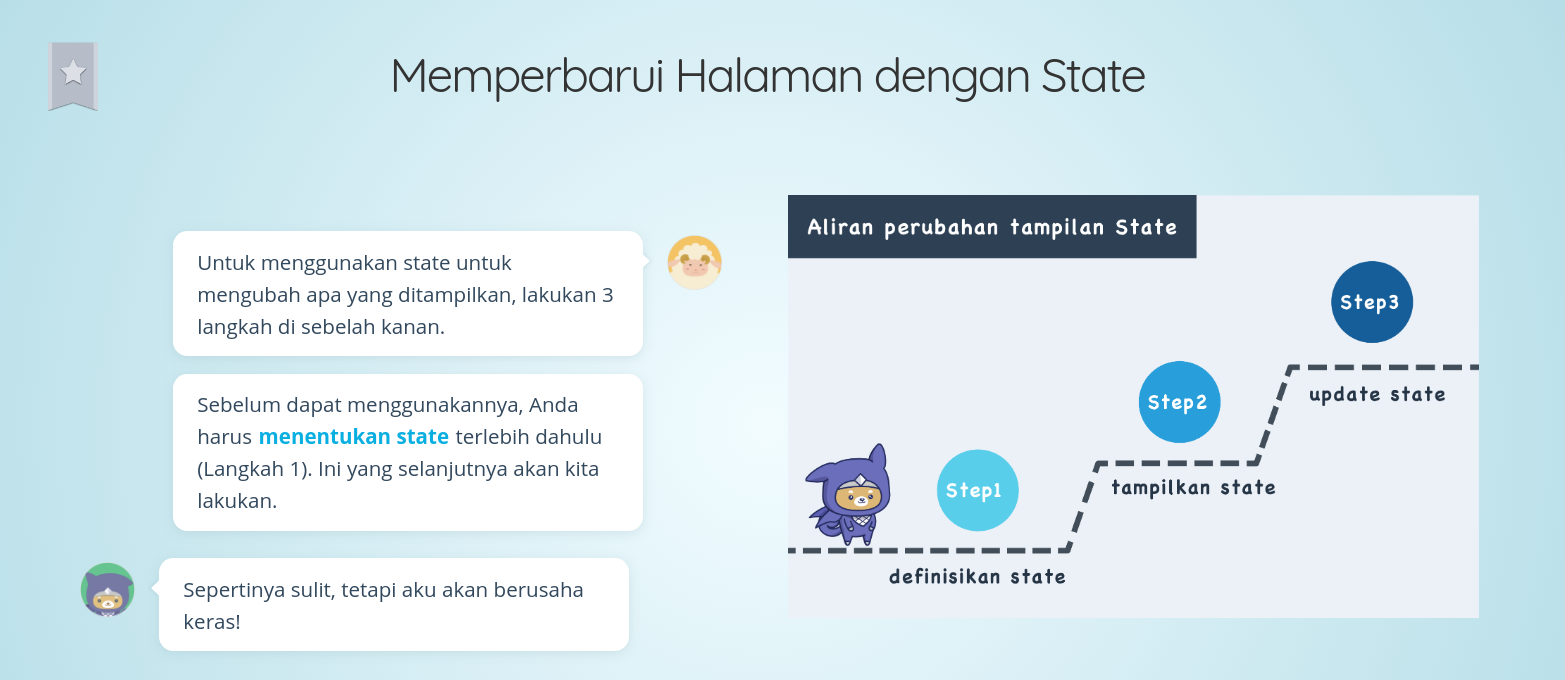 Memperbarui Halaman dengan State
Untuk menggunakan state untuk
mengubah apa yang ditampilkan, lakukan 3
langkah di sebelah kanan.
Sebelum dapat menggunakannya, Anda
harus menentukan state terlebih dahulu
(Langkah 1). Ini yang selanjutnya akan kita
lakukan.
Sepertinya sulit, tetapi aku akan berusaha
keras!
Aliran perubahan tampilan State
Step1
definisikan state
Step2
tampilkan state
Step3
update state